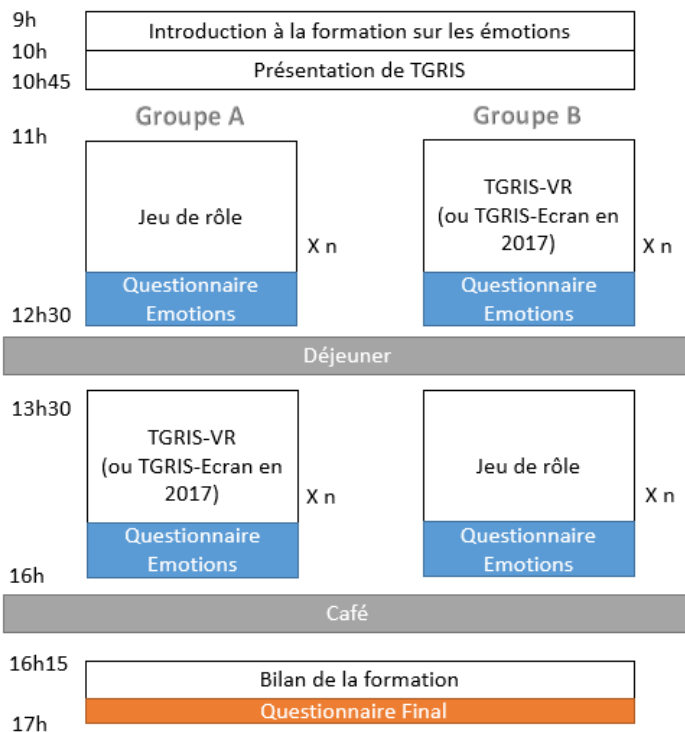 9h
Introduction à la formation sur les émotions
10h
Présentation de TGRIS
10h45
Groupe A
Groupe B
11h
Jeu de rôle
X n
TGRIS-VR
(ou TGRIS-Ecran en
2017)
X n
Questionnaire
Emotions
Questionnaire
Emotions
12h30
Déjeuner
13h30
TGRIS-VR
(ou TGRIS-Ecran en
2017)
X n
Jeu de rôle
X n
Questionnaire
Emotions
Questionnaire
Emotions
16h
Café
16h15
Bilan de la formation
Questionnaire Final
17h